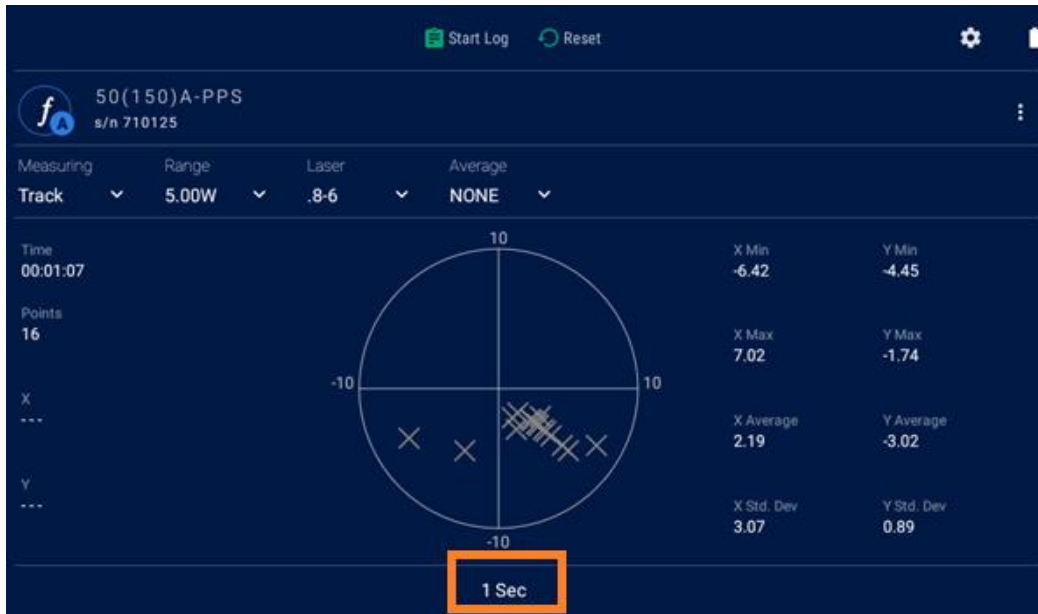 Start Log Reset
50(150)A-PPS
s/n 710125
f A
Measuring Range Laser Average
Track 5.00W .8-6 NONE
Time
00:01:07
Points
16
X
---
Y
---
10
-10 10
-10
X Min Y Min
-6.42 -4.45
X Max Y Max
7.02 -1.74
X Average Y Average
2.19 -3.02
X Std. Dev Y Std. Dev
3.07 0.89
1 Sec